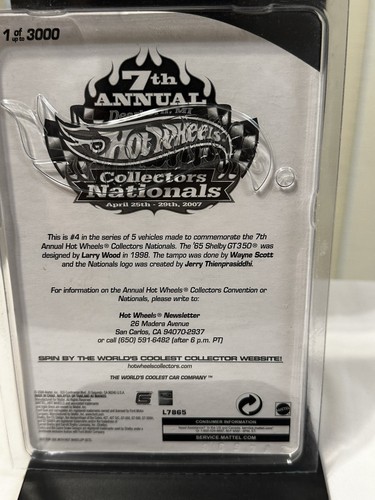 1 of
up to 3000
7th
ANNUAL
Hot Wheels
Collectors
Nationals
April 25th - 29th, 2007
This is #4 in the series of 5 vehicles made to commemorate the 7th
Annual Hot Wheels® Collectors Nationals. The '65 Shelby GT350® was
designed by Larry Wood in 1998. The tampo was done by Wayne Scott
and the Nationals logo was created by Jerry Thienprasiddhi.
For information on the Annual Hot Wheels® Collectors Convention or
Nationals, please write to:
Hot Wheels® Newsletter
26 Madera Avenue
San Carlos, CA 94070-2937
or call (650) 591-6482 (after 6 p.m. PT)
SPIN BY THE WORLD'S COOLEST COLLECTOR WEBSITE!
hotwheelscollectors.com
THE WORLD'S COOLEST CAR COMPANY™
L7865
CONSUMER INFORMATION
SERVICE.MATTEL.COM